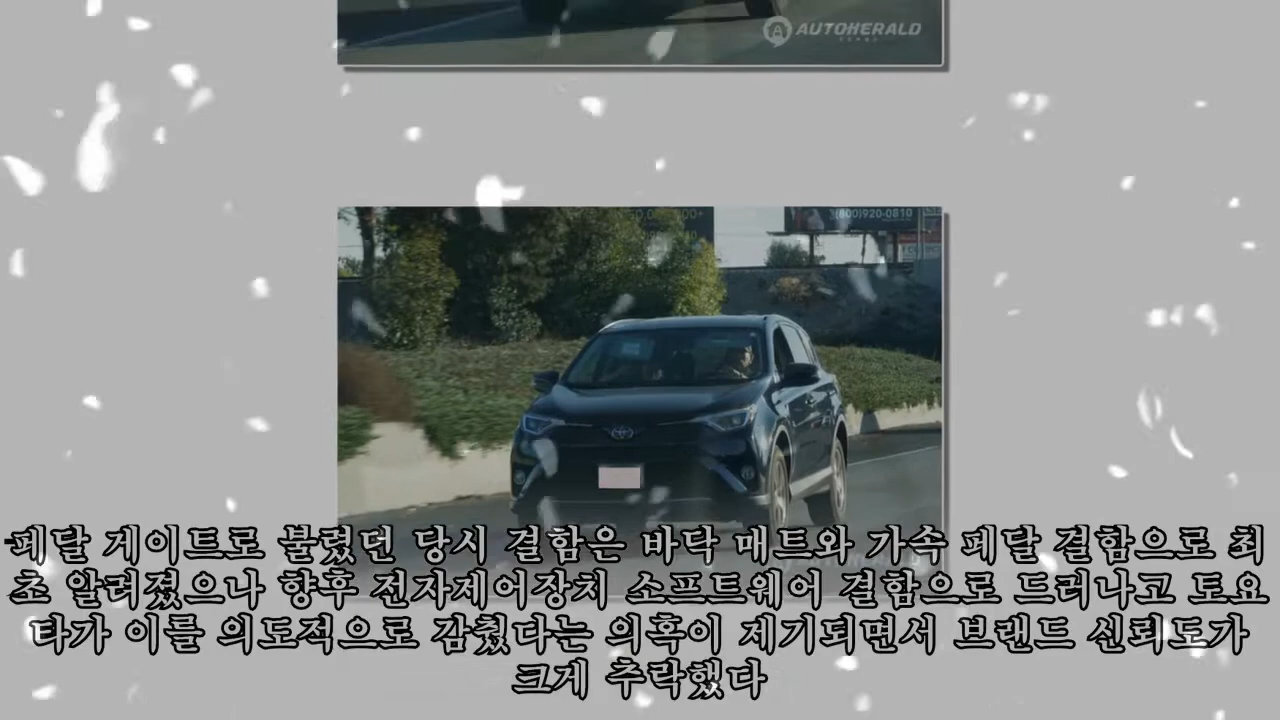 AUTOHERALD
(800)920-0810
페달 게이트로 불렸던 당시 결함은 바닥 매트와 가속 페달 결함으로 최
초 알려졌으나 향후 전자제어장치 소프트웨어 결함으로 드러나고 토요
타가 이를 의도적으로 감췄다는 의혹이 제기되면서 브랜드 신뢰도가
크게 추락했다